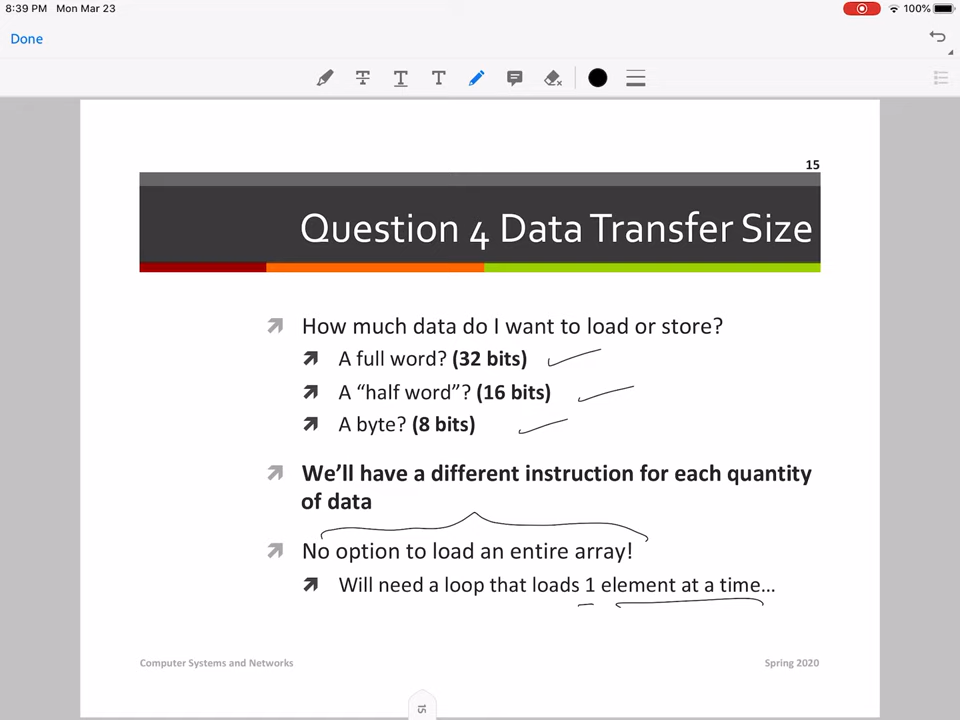 8:39 PM Mon Mar 23 100%
Done
T T T
15
Question 4 Data Transfer Size
How much data do I want to load or store?
A full word? (32 bits)
A “half word”? (16 bits)
A byte? (8 bits)
We’ll have a different instruction for each quantity
of data
No option to load an entire array!
Will need a loop that loads 1 element at a time…
Computer Systems and Networks Spring 2020
15